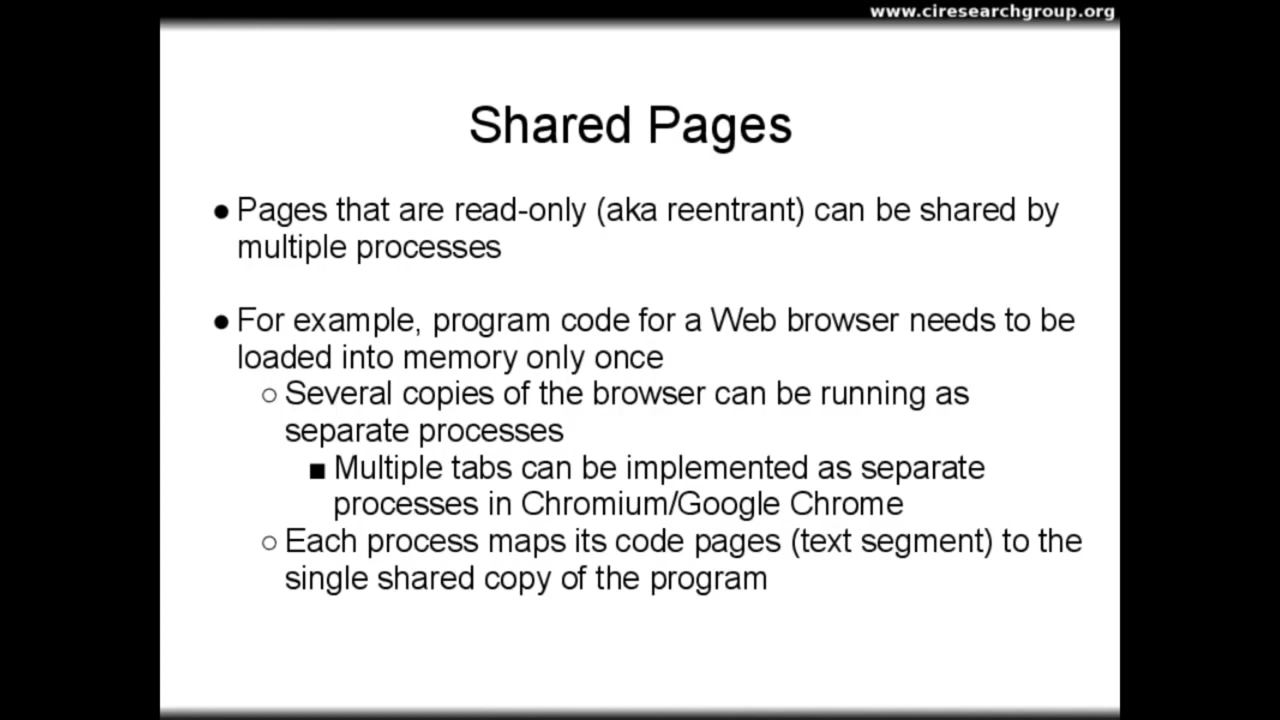 www.ciresearchgroup.org
Shared Pages
● Pages that are read-only (aka reentrant) can be shared by
multiple processes
● For example, program code for a Web browser needs to be
loaded into memory only once
○ Several copies of the browser can be running as
separate processes
■ Multiple tabs can be implemented as separate
processes in Chromium/Google Chrome
○ Each process maps its code pages (text segment) to the
single shared copy of the program